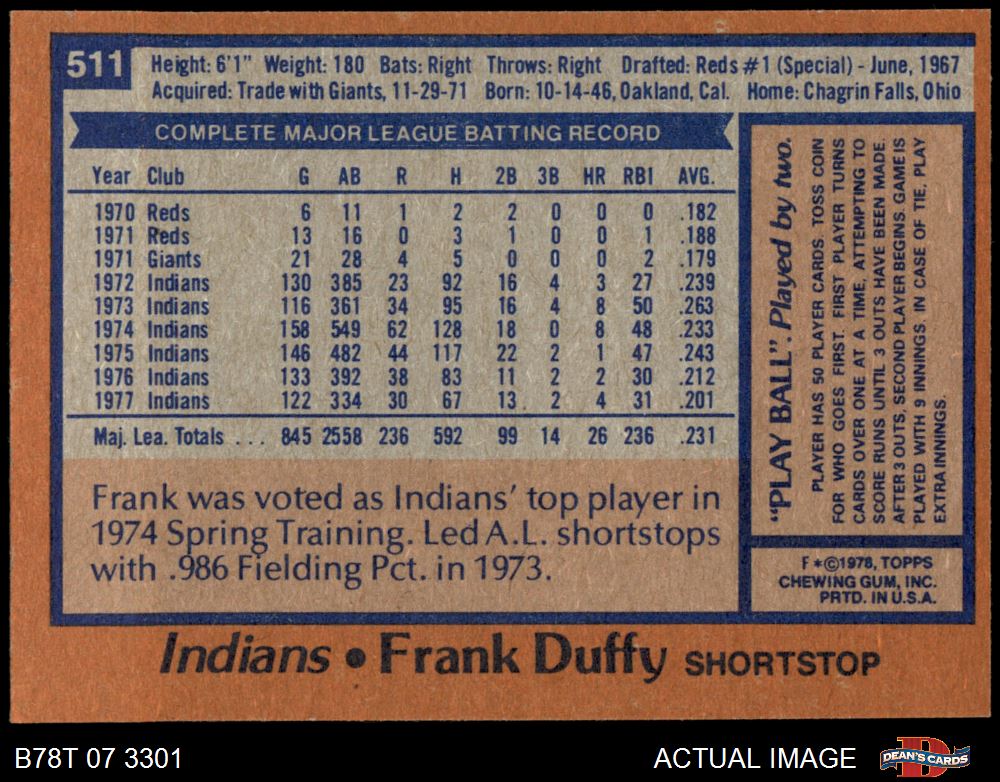 511
Height: 6'1" Weight: 180 Bats: Right Throws: Right Drafted: Reds #1 (Special) - June, 1967
Acquired: Trade with Giants, 11-29-71 Born: 10-14-46, Oakland, Cal. Home: Chagrin Falls, Ohio
COMPLETE MAJOR LEAGUE BATTING RECORD
Year Club G AB R H 2B 3B HR RBI AVG.
1970 Reds 6 11 1 2 2 0 0 0 .182
1971 Reds 13 16 0 3 1 0 0 1 .188
1971 Giants 21 28 4 5 0 0 0 2 .179
1972 Indians 130 385 23 92 16 4 3 27 .239
1973 Indians 116 361 34 95 16 4 8 50 .263
1974 Indians 158 549 62 128 18 0 8 48 .233
1975 Indians 146 482 44 117 22 2 1 47 .243
1976 Indians 133 392 38 83 11 2 2 30 .212
1977 Indians 122 334 30 67 13 2 4 31 .201
Maj. Lea. Totals ... 845 2558 236 592 99 14 26 236 .231
Frank was voted as Indians' top player in
1974 Spring Training. Led A.L. shortstops
with .986 Fielding Pct. in 1973.
"PLAY BALL". Played by two.
PLAYER HAS 50 PLAYER CARDS. TOSS COIN
FOR WHO GOES FIRST. FIRST PLAYER TURNS
CARDS OVER ONE AT A TIME, ATTEMPTING TO
SCORE RUNS UNTIL 3 OUTS HAVE BEEN MADE.
AFTER 3 OUTS, SECOND PLAYER BEGINS. GAME IS
PLAYED WITH 9 INNINGS. IN CASE OF TIE, PLAY
EXTRA INNINGS.
F*©1978, TOPPS
CHEWING GUM, INC.
PRTD. IN U.S.A.
Indians • Frank Duffy SHORTSTOP
B78T 07 3301
ACTUAL IMAGE
DEAN'S CARDS